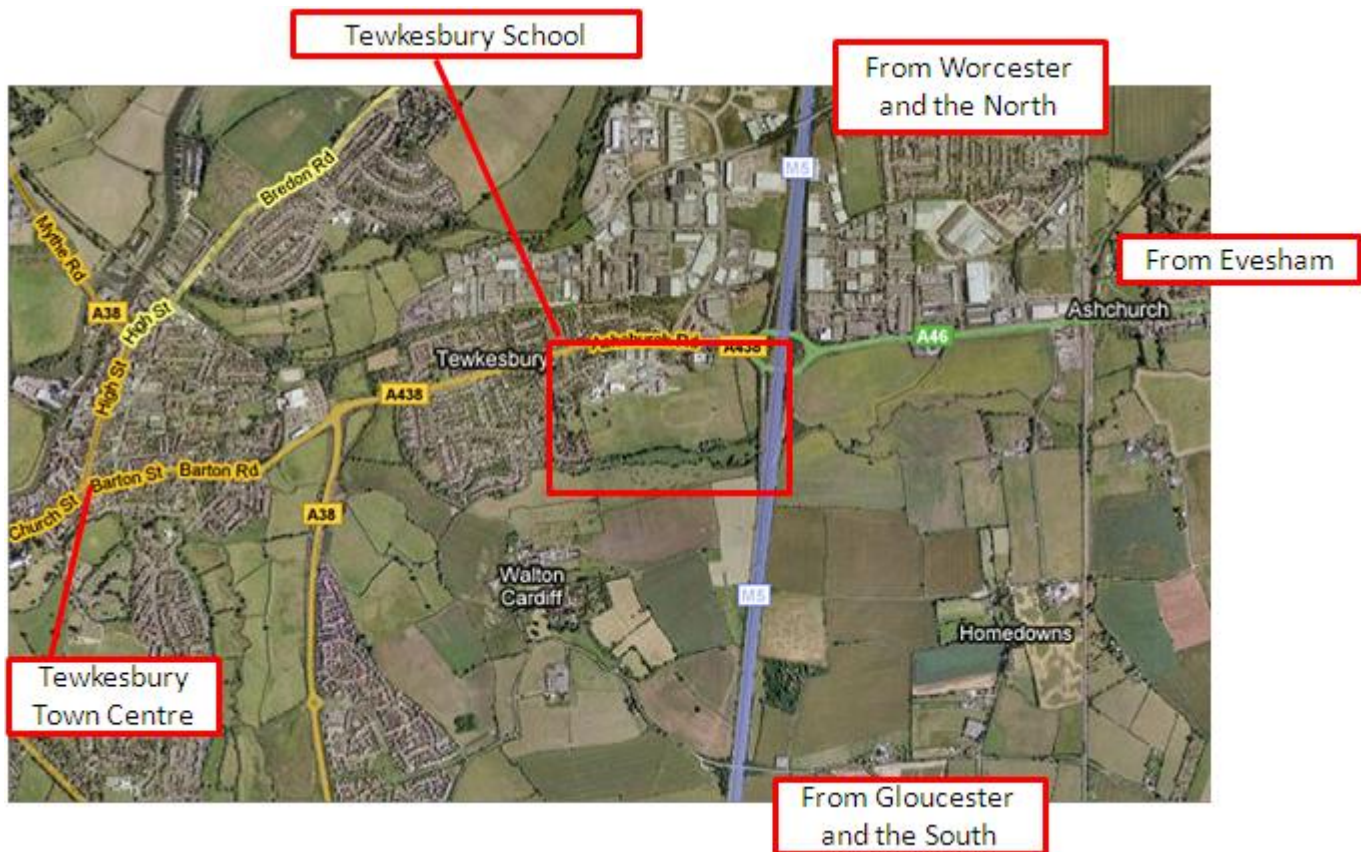 Tewkesbury School
From Worcester
and the North
M5
Bredon Rd
Mythe Rd
From Evesham
A38
High St
Ashchurch
Ashchurch Rd
A438
A46
Tewkesbury
High St
A438
Barton St
Barton Rd
Church St
A38
Walton
Cardiff
M5
Homedowns
Tewkesbury
Town Centre
From Gloucester
and the South